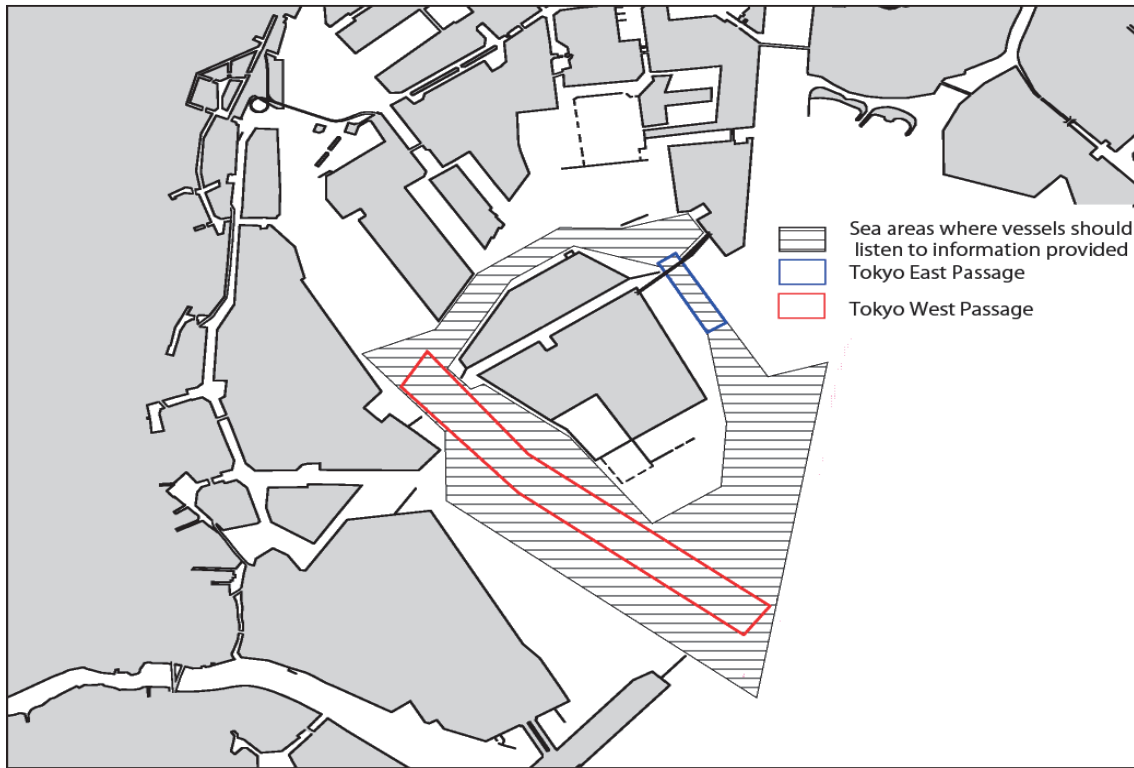 Sea areas where vessels should
listen to information provided
Tokyo East Passage
Tokyo West Passage